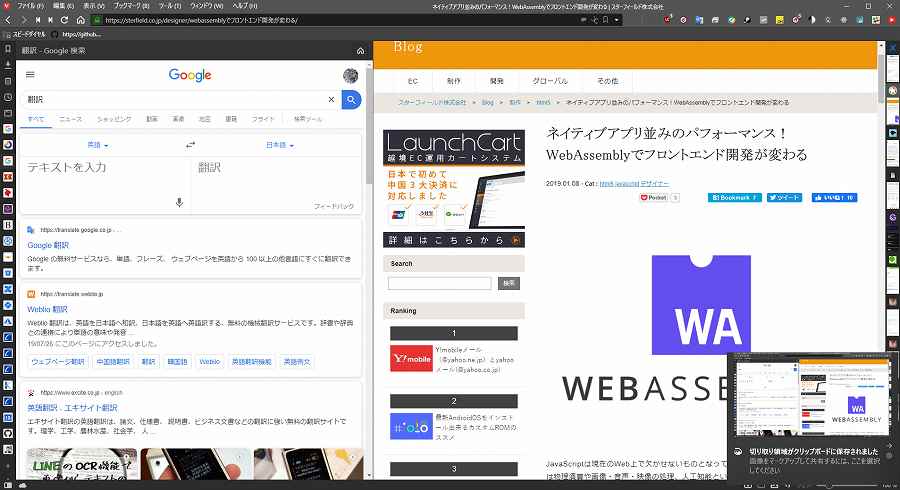 ファイル (F) 編集 (E) 表示 (V) ブックマーク (B) ツール (T) ウィンドウ (W) ヘルプ (H)
ネイティブアプリ並みのパフォーマンス！WebAssemblyでフロントエンド開発が変わる | スターフィールド株式会社
https://sterfield.co.jp/designer/webassemblyでフロントエンド開発が変わる/
スピードダイヤル https://github...
翻訳 - Google 検索
Google
翻訳
すべて ニュース ショッピング 動画 画像 地図 書籍 フライト 検索ツール
英語 日本語
テキストを入力 翻訳
フィードバック
https://translate.google.co.jp › ...
Google 翻訳
Google の無料サービスなら、単語、フレーズ、ウェブページを英語から 100 以上の他言語にすぐに翻訳できます。
https://translate.weblio.jp
Weblio 翻訳
Weblio 翻訳は、英語を日本語へ和訳、日本語を英語へ英語訳する、無料の機械翻訳サービスです。辞書や辞典
との連携により単語の意味や発音 ...
19/07/26 にこのページにアクセスしました。
ウェブページ翻訳 中国語翻訳 翻訳 韓国語 Weblio 英語翻訳機能 英語例文
https://www.excite.co.jp › english
英語翻訳 - エキサイト翻訳
エキサイト翻訳の英語翻訳は、論文、仕様書、説明書、ビジネス文書などの翻訳に強い無料の翻訳サイト
です。理学、工学、農林水産、社会学、人 ...
LINEのOCR機能で
Blog
EC 制作 開発 グローバル その他
スターフィールド株式会社 > Blog > 制作 > html5 > ネイティブアプリ並みのパフォーマンス！WebAssemblyでフロントエンド開発が変わる
LaunchCart
越境EC運用カートシステム
日本で初めて
中国3大決済に
対応しました
詳細はこちらから
Search
検索
Ranking
1
Y!mobile
Y!mobileメール
（@yahoo.ne.jp）とyahoo
メール(@yahoo.co.jp)
2
最新AndroidOSをインストール出来るカスタムROMの
ススメ
3
ネイティブアプリ並みのパフォーマンス！
WebAssemblyでフロントエンド開発が変わる
2019.01.08 - Cat : html5 javascript デザイナー
Pocket 5 B! Bookmark 7 ツイート いいね！ 10
WA
WEBASSE
JavaScriptは現在のWeb上で欠かせないものとなって
は物理演算や画像・音声・映像の処理、人工知能とい
WA
WEBASSEMBLY
切り取り領域がクリップボードに保存されました
画像をマークアップして共有するには、ここを選択
してください